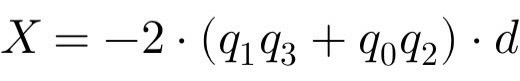 X = −2 · (q₁q₃ + q₀q₂) · d